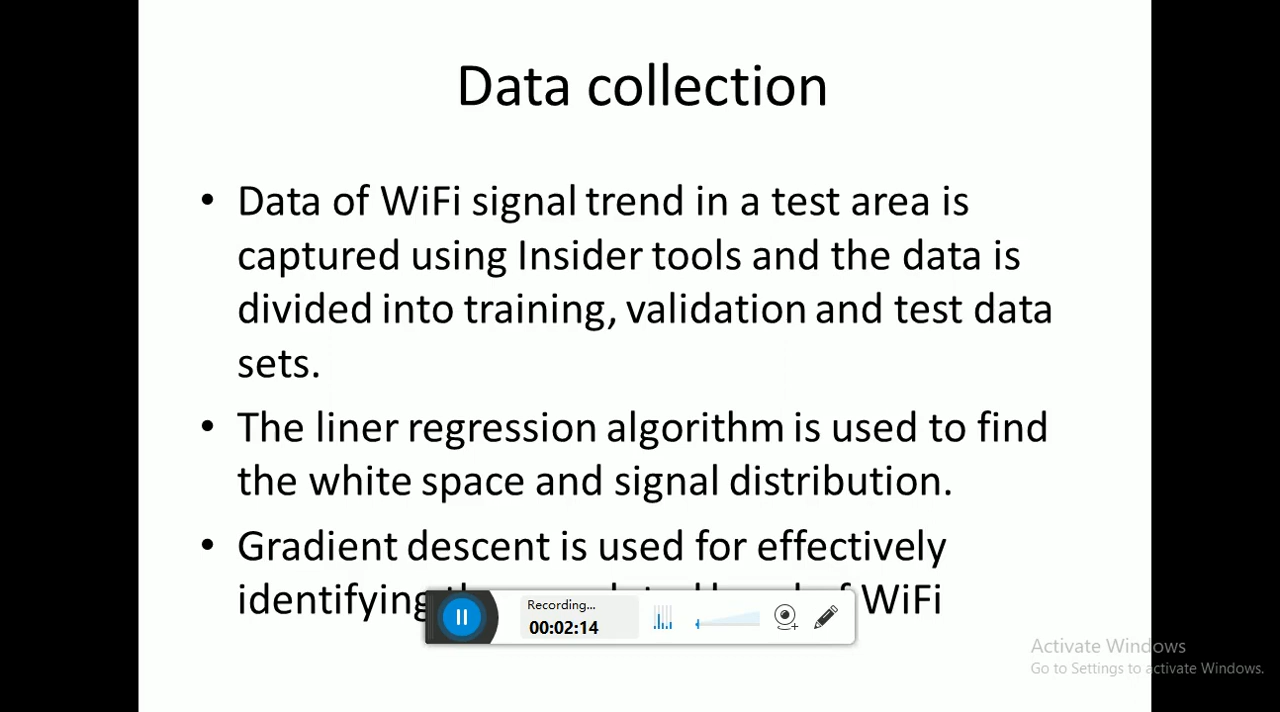 Data collection
• Data of WiFi signal trend in a test area is
captured using Insider tools and the data is
divided into training, validation and test data
sets.
• The liner regression algorithm is used to find
the white space and signal distribution.
• Gradient descent is used for effectively
identifying WiFi
Recording...
00:02:14
Activate Windows
Go to Settings to activate Windows.